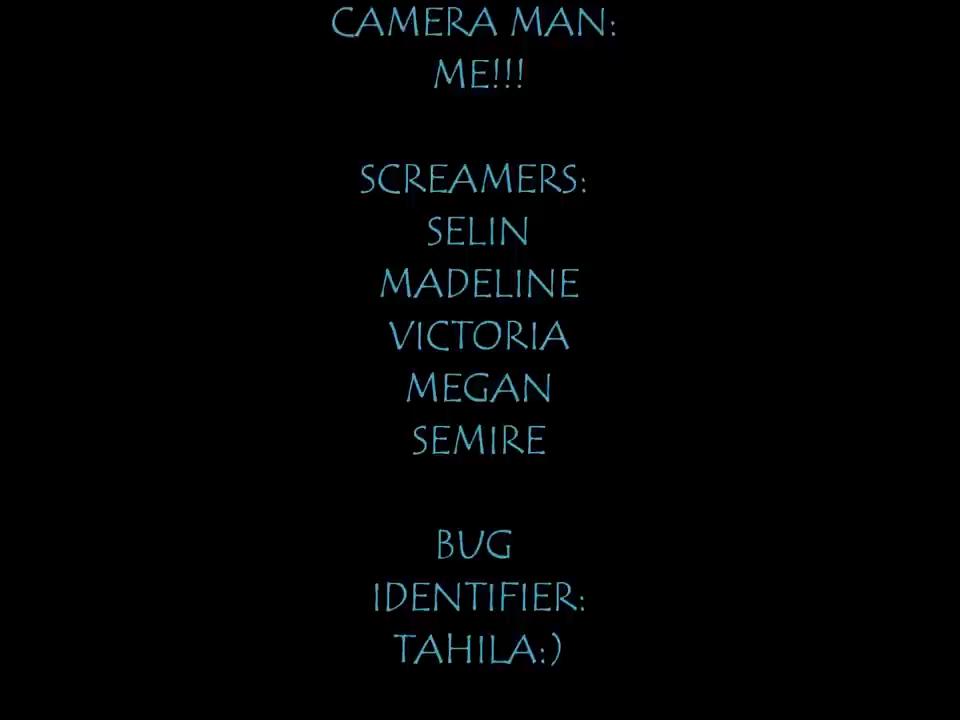 CAMERA MAN:
ME!!!
SCREAMERS:
SELIN
MADELINE
VICTORIA
MEGAN
SEMIRE
BUG
IDENTIFIER:
TAHILA:)